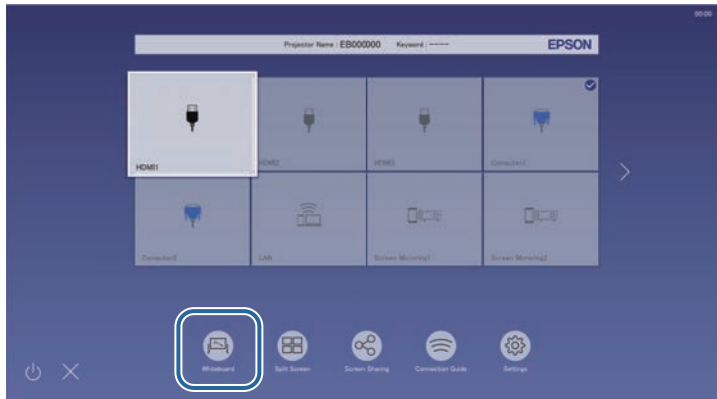 00:00
Projector Name : EB000000 Keyword : ---- EPSON
HDMI1 HDMI2 HDMI3 Computer1
Computer2 LAN Screen Mirroring1 Screen Mirroring2
Whiteboard Split Screen Screen Sharing Connection Guide Settings